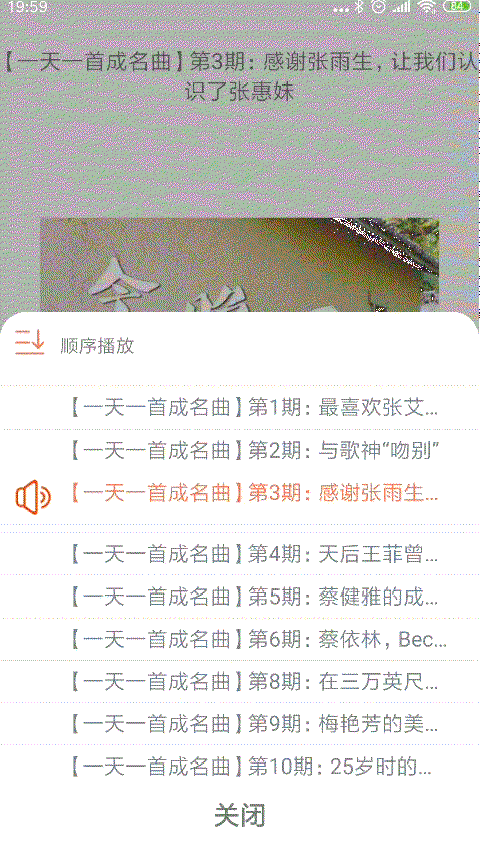 19:59
84
【一天一首成名曲】第3期：感谢张雨生，让我们认
识了张惠妹
顺序播放
【一天一首成名曲】第1期：最喜欢张艾...
【一天一首成名曲】第2期：与歌神“吻别”
【一天一首成名曲】第3期：感谢张雨生...
【一天一首成名曲】第4期：天后王菲曾...
【一天一首成名曲】第5期：蔡健雅的成...
【一天一首成名曲】第6期：蔡依林，Bec...
【一天一首成名曲】第8期：在三万英尺...
【一天一首成名曲】第9期：梅艳芳的美...
【一天一首成名曲】第10期：25岁时的...
关闭